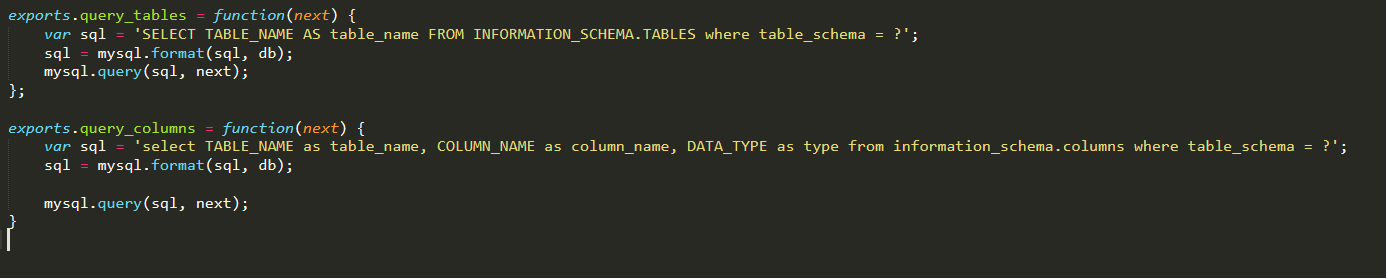 exports.query_tables = function(next) {
    var sql = 'SELECT TABLE_NAME AS table_name FROM INFORMATION_SCHEMA.TABLES where table_schema = ?';
    sql = mysql.format(sql, db);
    mysql.query(sql, next);
};

exports.query_columns = function(next) {
    var sql = 'select TABLE_NAME as table_name, COLUMN_NAME as column_name, DATA_TYPE as type from information_schema.columns where table_schema = ?';
    sql = mysql.format(sql, db);

    mysql.query(sql, next);
}